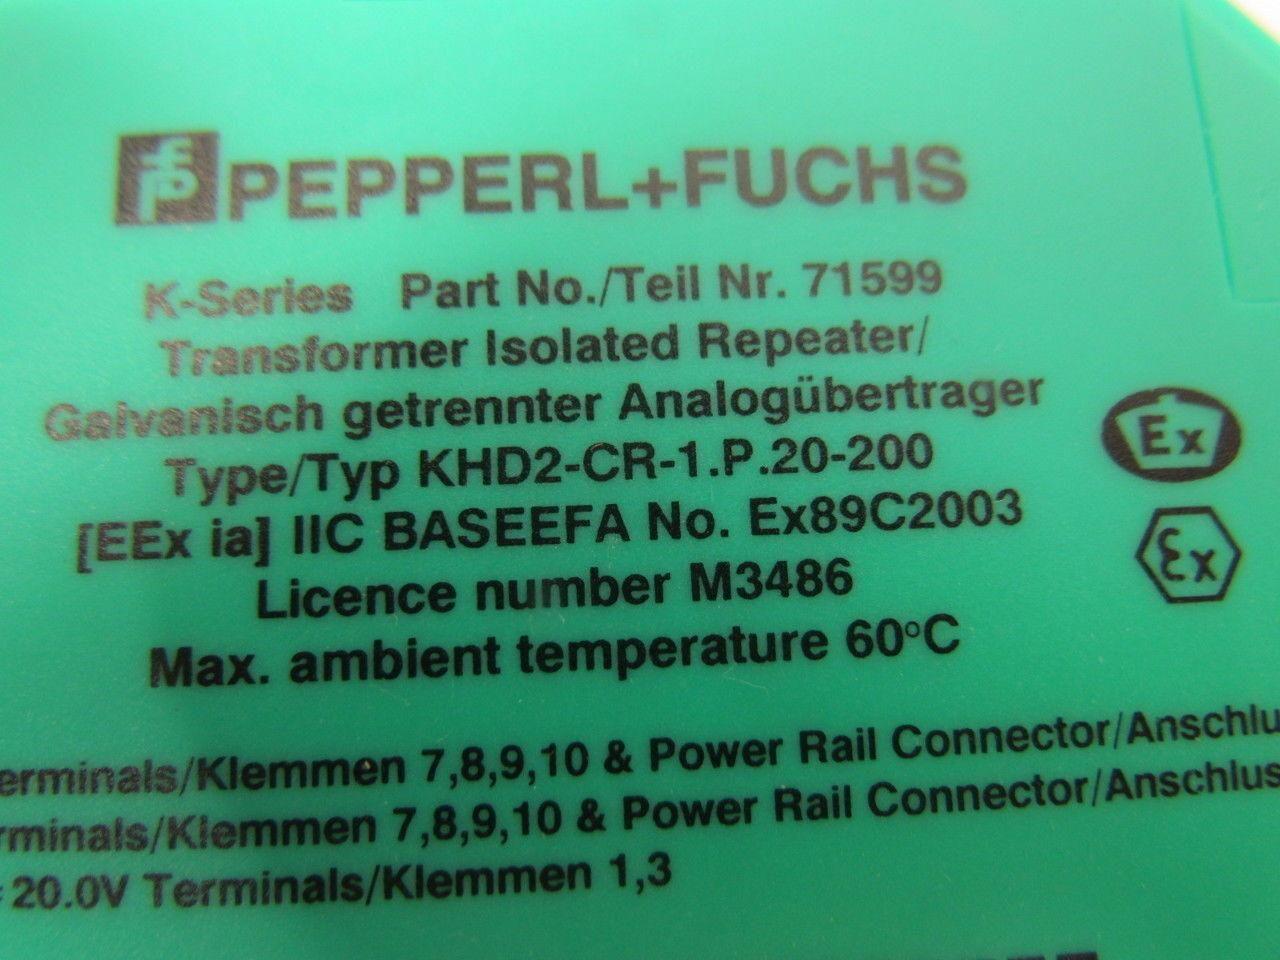 PEPPERL+FUCHS
K-Series Part No./Teil Nr. 71599
Transformer Isolated Repeater/
Galvanisch getrennter Analogübertrager
Type/Typ KHD2-CR-1.P.20-200
[EEx ia] IIC BASEEFA No. Ex89C2003
Ex
Licence number M3486
Ex
Max. ambient temperature 60°C
erminals/Klemmen 7,8,9,10 & Power Rail Connector/Anschlu
rminals/Klemmen 7,8,9,10 & Power Rail Connector/Anschlus
20.0V Terminals/Klemmen 1,3